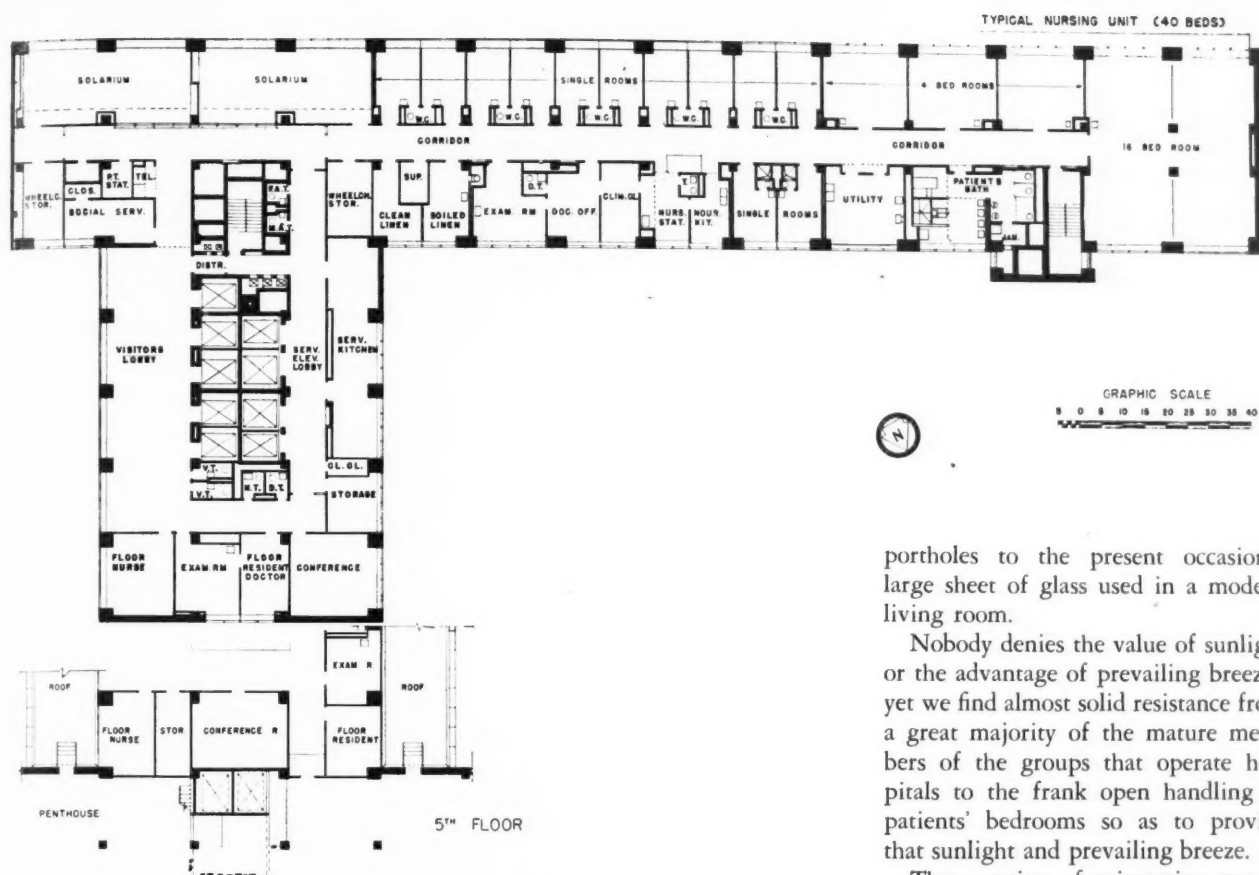 TYPICAL NURSING UNIT (40 BEDS)
SOLARIUM
SOLARIUM
SINGLE ROOMS
4 BED ROOMS
W.C.
W.C.
W.C.
W.C.
W.C.
CORRIDOR
CORRIDOR
16 BED ROOM
WHEELC. STOR.
CLOS.
PT. STAT.
TEL.
SOCIAL SERV.
WHEELCH. STOR.
SUP.
CLEAN LINEN
SOILED LINEN
EXAM. RM
D.T.
DOC. OFF.
T.
NURS. STAT.
NOUR. KIT.
SINGLE ROOMS
UTILITY
PATIENT'S BATH
JAN.
DISTR.
VISITORS LOBBY
SERV. ELEV. LOBBY
SERV. KITCHEN
GRAPHIC SCALE
5 0 5 10 15 20 25 30 35 40
N
CL. GL.
STORAGE
V.T.
V.T.
N.T.
D.T.
FLOOR NURSE
EXAM. RM
FLOOR RESIDENT DOCTOR
CONFERENCE
ROOF
EXAM R
ROOF
FLOOR NURSE
STOR
CONFERENCE R
FLOOR RESIDENT
PENTHOUSE
5TH FLOOR
portholes to the present occasion
large sheet of glass used in a mode
living room.
Nobody denies the value of sunlig
or the advantage of prevailing breez
yet we find almost solid resistance fr
a great majority of the mature me
bers of the groups that operate h
pitals to the frank open handling
patients' bedrooms so as to provi
that sunlight and prevailing breeze.